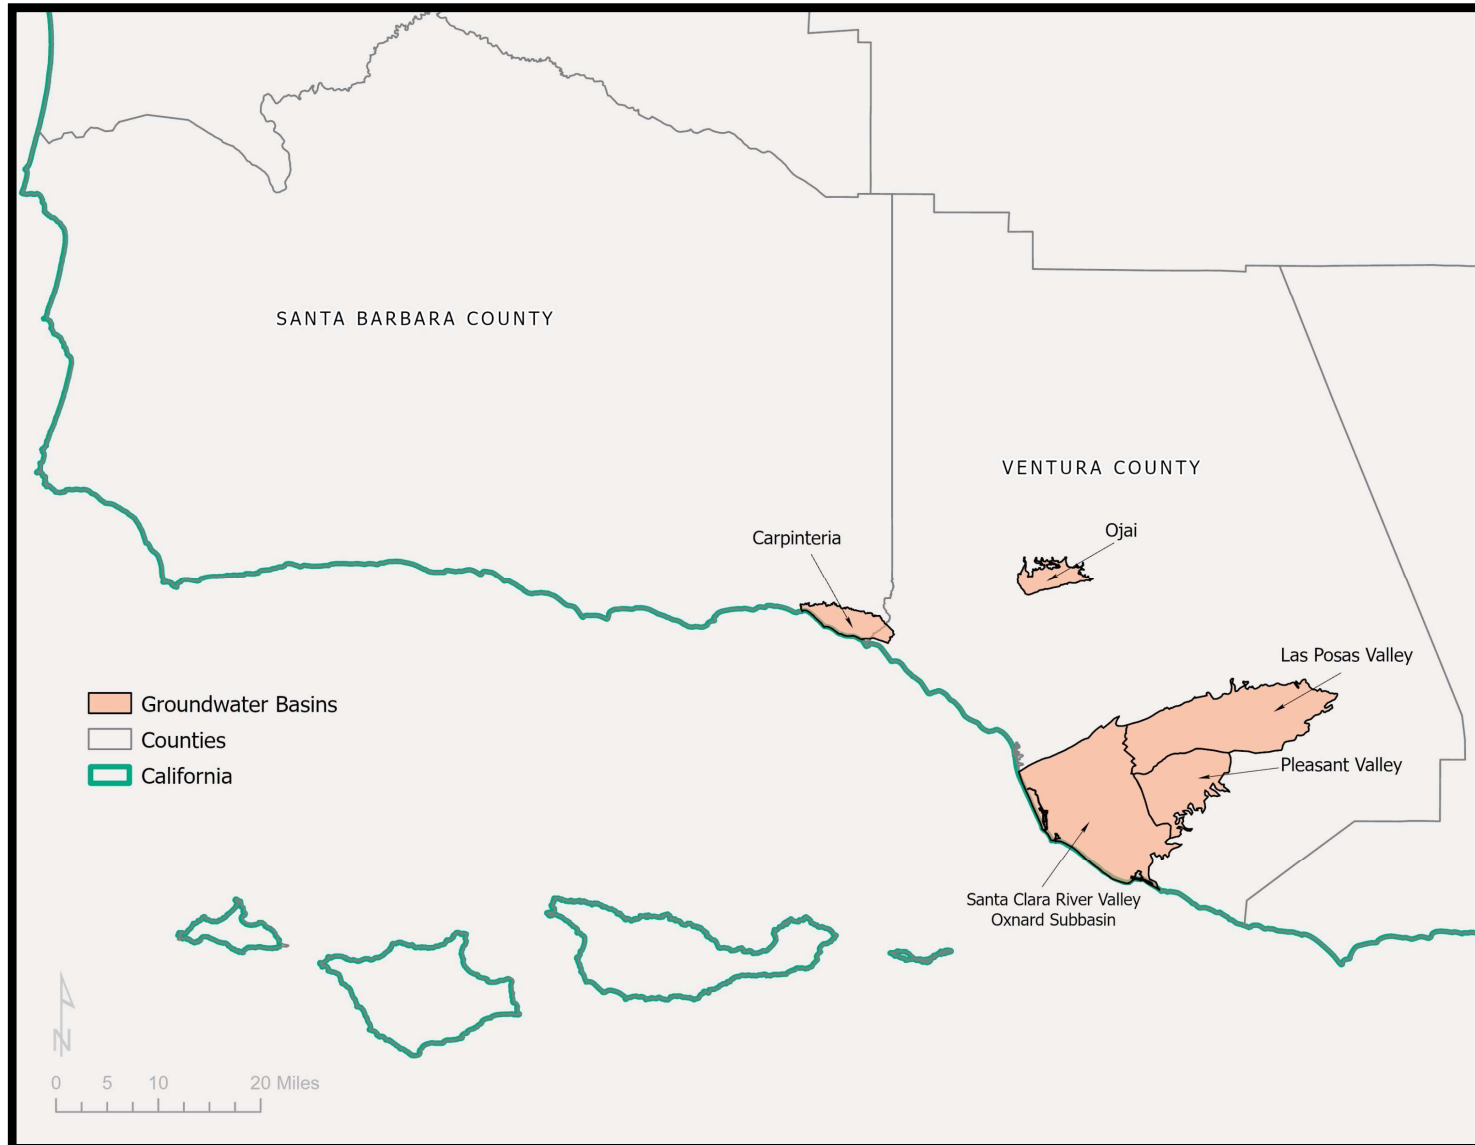 SANTA BARBARA COUNTY
VENTURA COUNTY
Ojai
Carpinteria
Las Posas Valley
Groundwater Basins
Counties
Pleasant Valley
California
Santa Clara River Valley
Oxnard Subbasin
N
0 5 10 20 Miles